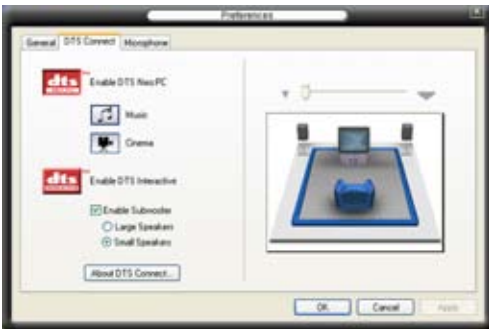 Preferences
General DTS Connect Microphone
dts Enable DTS Neo:PC
Music
Cinema
dts Enable DTS Interactive
Enable Subwoofer
Large Speakers
Small Speakers
About DTS Connect...
OK Cancel Apply